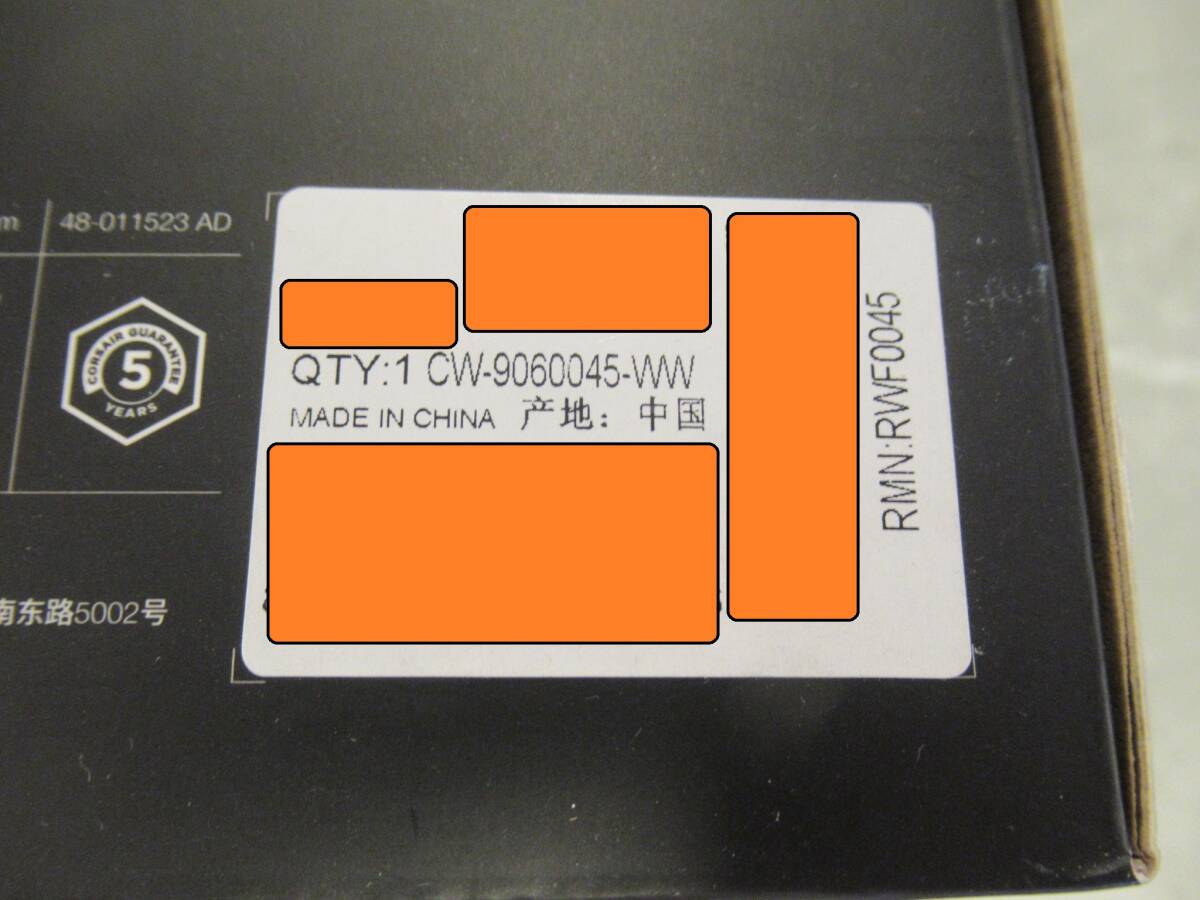 48-011523 AD
CORSAIR GUARANTEE
5
YEARS
QTY:1 CW-9060045-WW
MADE IN CHINA 产地：中国
RMN:RWF0045
东路5002号